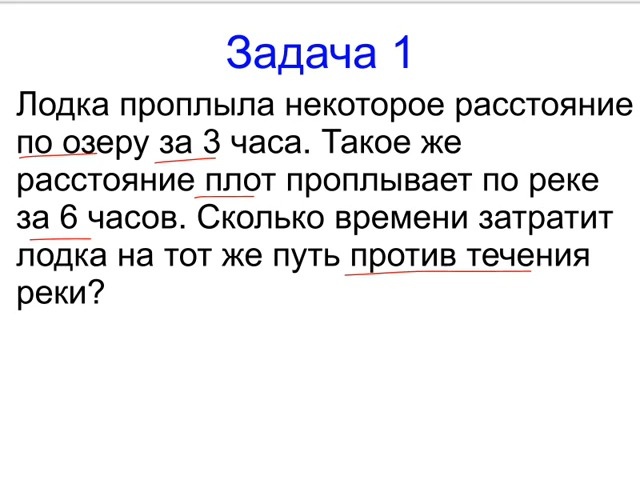 Задача 1
Лодка проплыла некоторое расстояние
по озеру за 3 часа. Такое же
расстояние плот проплывает по реке
за 6 часов. Сколько времени затратит
лодка на тот же путь против течения
реки?